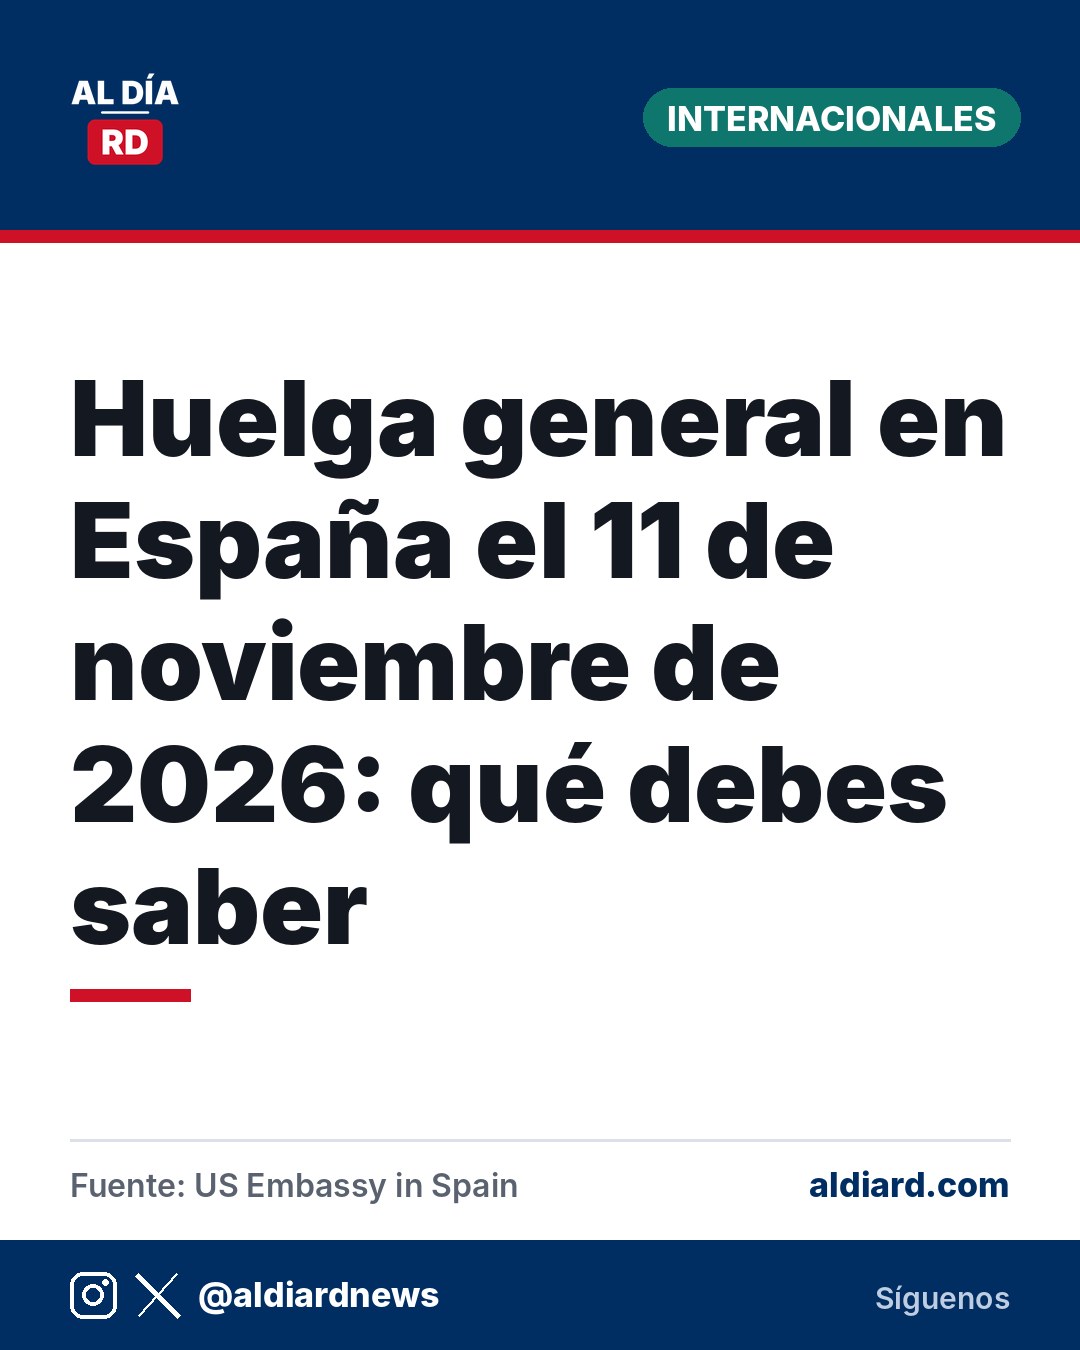 AL DÍA
RD
INTERNACIONALES
Huelga general en
España el 11 de
noviembre de
2026: qué debes
saber
Fuente: US Embassy in Spain
aldiard.com
@aldiardnews
Síguenos